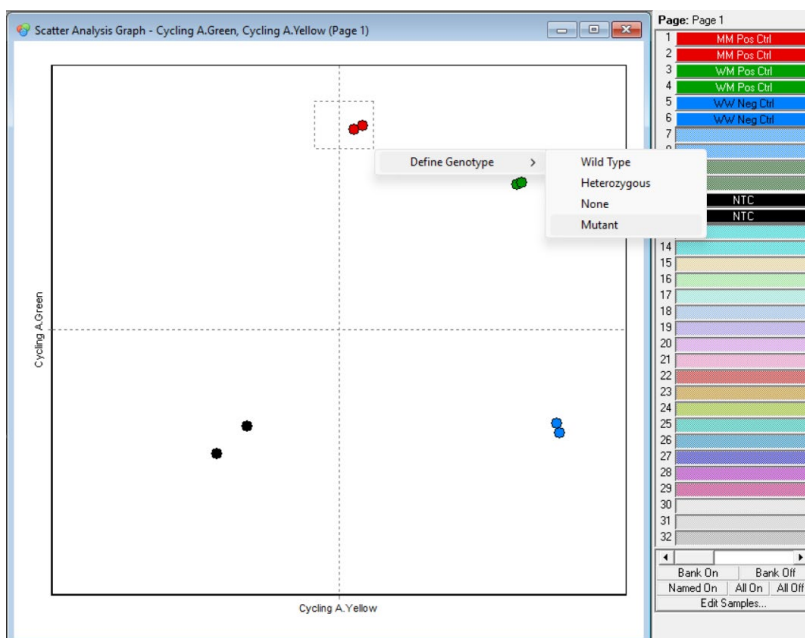 Scatter Analysis Graph - Cycling A.Green, Cycling A.Yellow (Page 1)
Define Genotype
Wild Type
Heterozygous
None
Mutant
Cycling A.Green
Cycling A.Yellow
Page: Page 1
1 MM Pos Ctrl
2 MM Pos Ctrl
3 WM Pos Ctrl
4 WM Pos Ctrl
5 WW Neg Ctrl
6 WW Neg Ctrl
7
NTC
NTC
14
15
16
17
18
19
20
21
22
23
24
25
26
27
28
29
30
31
32
Bank On Bank Off
Named On All On All Off
Edit Samples...